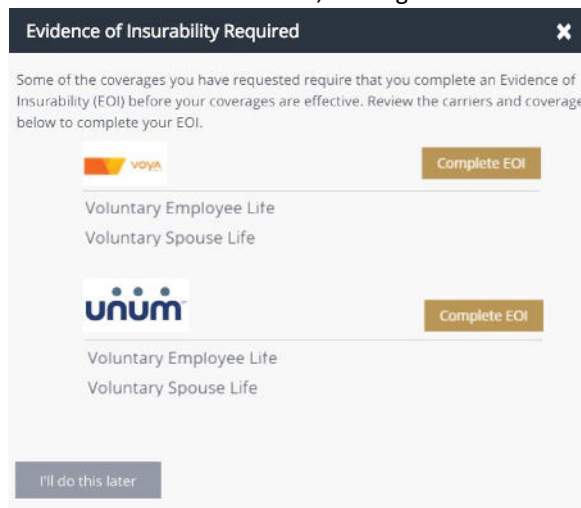 Evidence of Insurability Required
Some of the coverages you have requested require that you complete an Evidence of
Insurability (EOI) before your coverages are effective. Review the carriers and coverage
below to complete your EOI.
VOYA
Complete EOI
Voluntary Employee Life
Voluntary Spouse Life
unum
Complete EOI
Voluntary Employee Life
Voluntary Spouse Life
I'll do this later